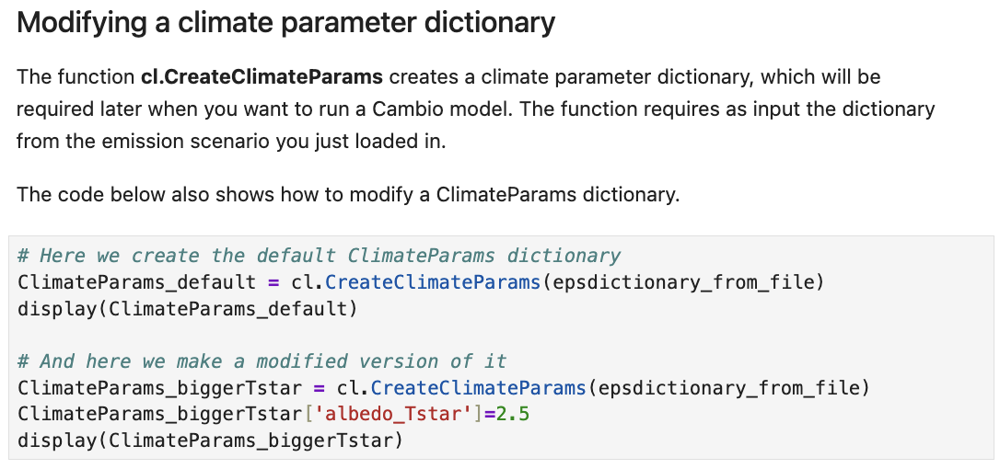 Modifying a climate parameter dictionary
The function cl.CreateClimateParams creates a climate parameter dictionary, which will be
required later when you want to run a Cambio model. The function requires as input the dictionary
from the emission scenario you just loaded in.
The code below also shows how to modify a ClimateParams dictionary.
# Here we create the default ClimateParams dictionary
ClimateParams_default = cl.CreateClimateParams(epsdictionary_from_file)
display(ClimateParams_default)
# And here we make a modified version of it
ClimateParams_biggerTstar = cl.CreateClimateParams(epsdictionary_from_file)
ClimateParams_biggerTstar['albedo_Tstar']=2.5
display(ClimateParams_biggerTstar)